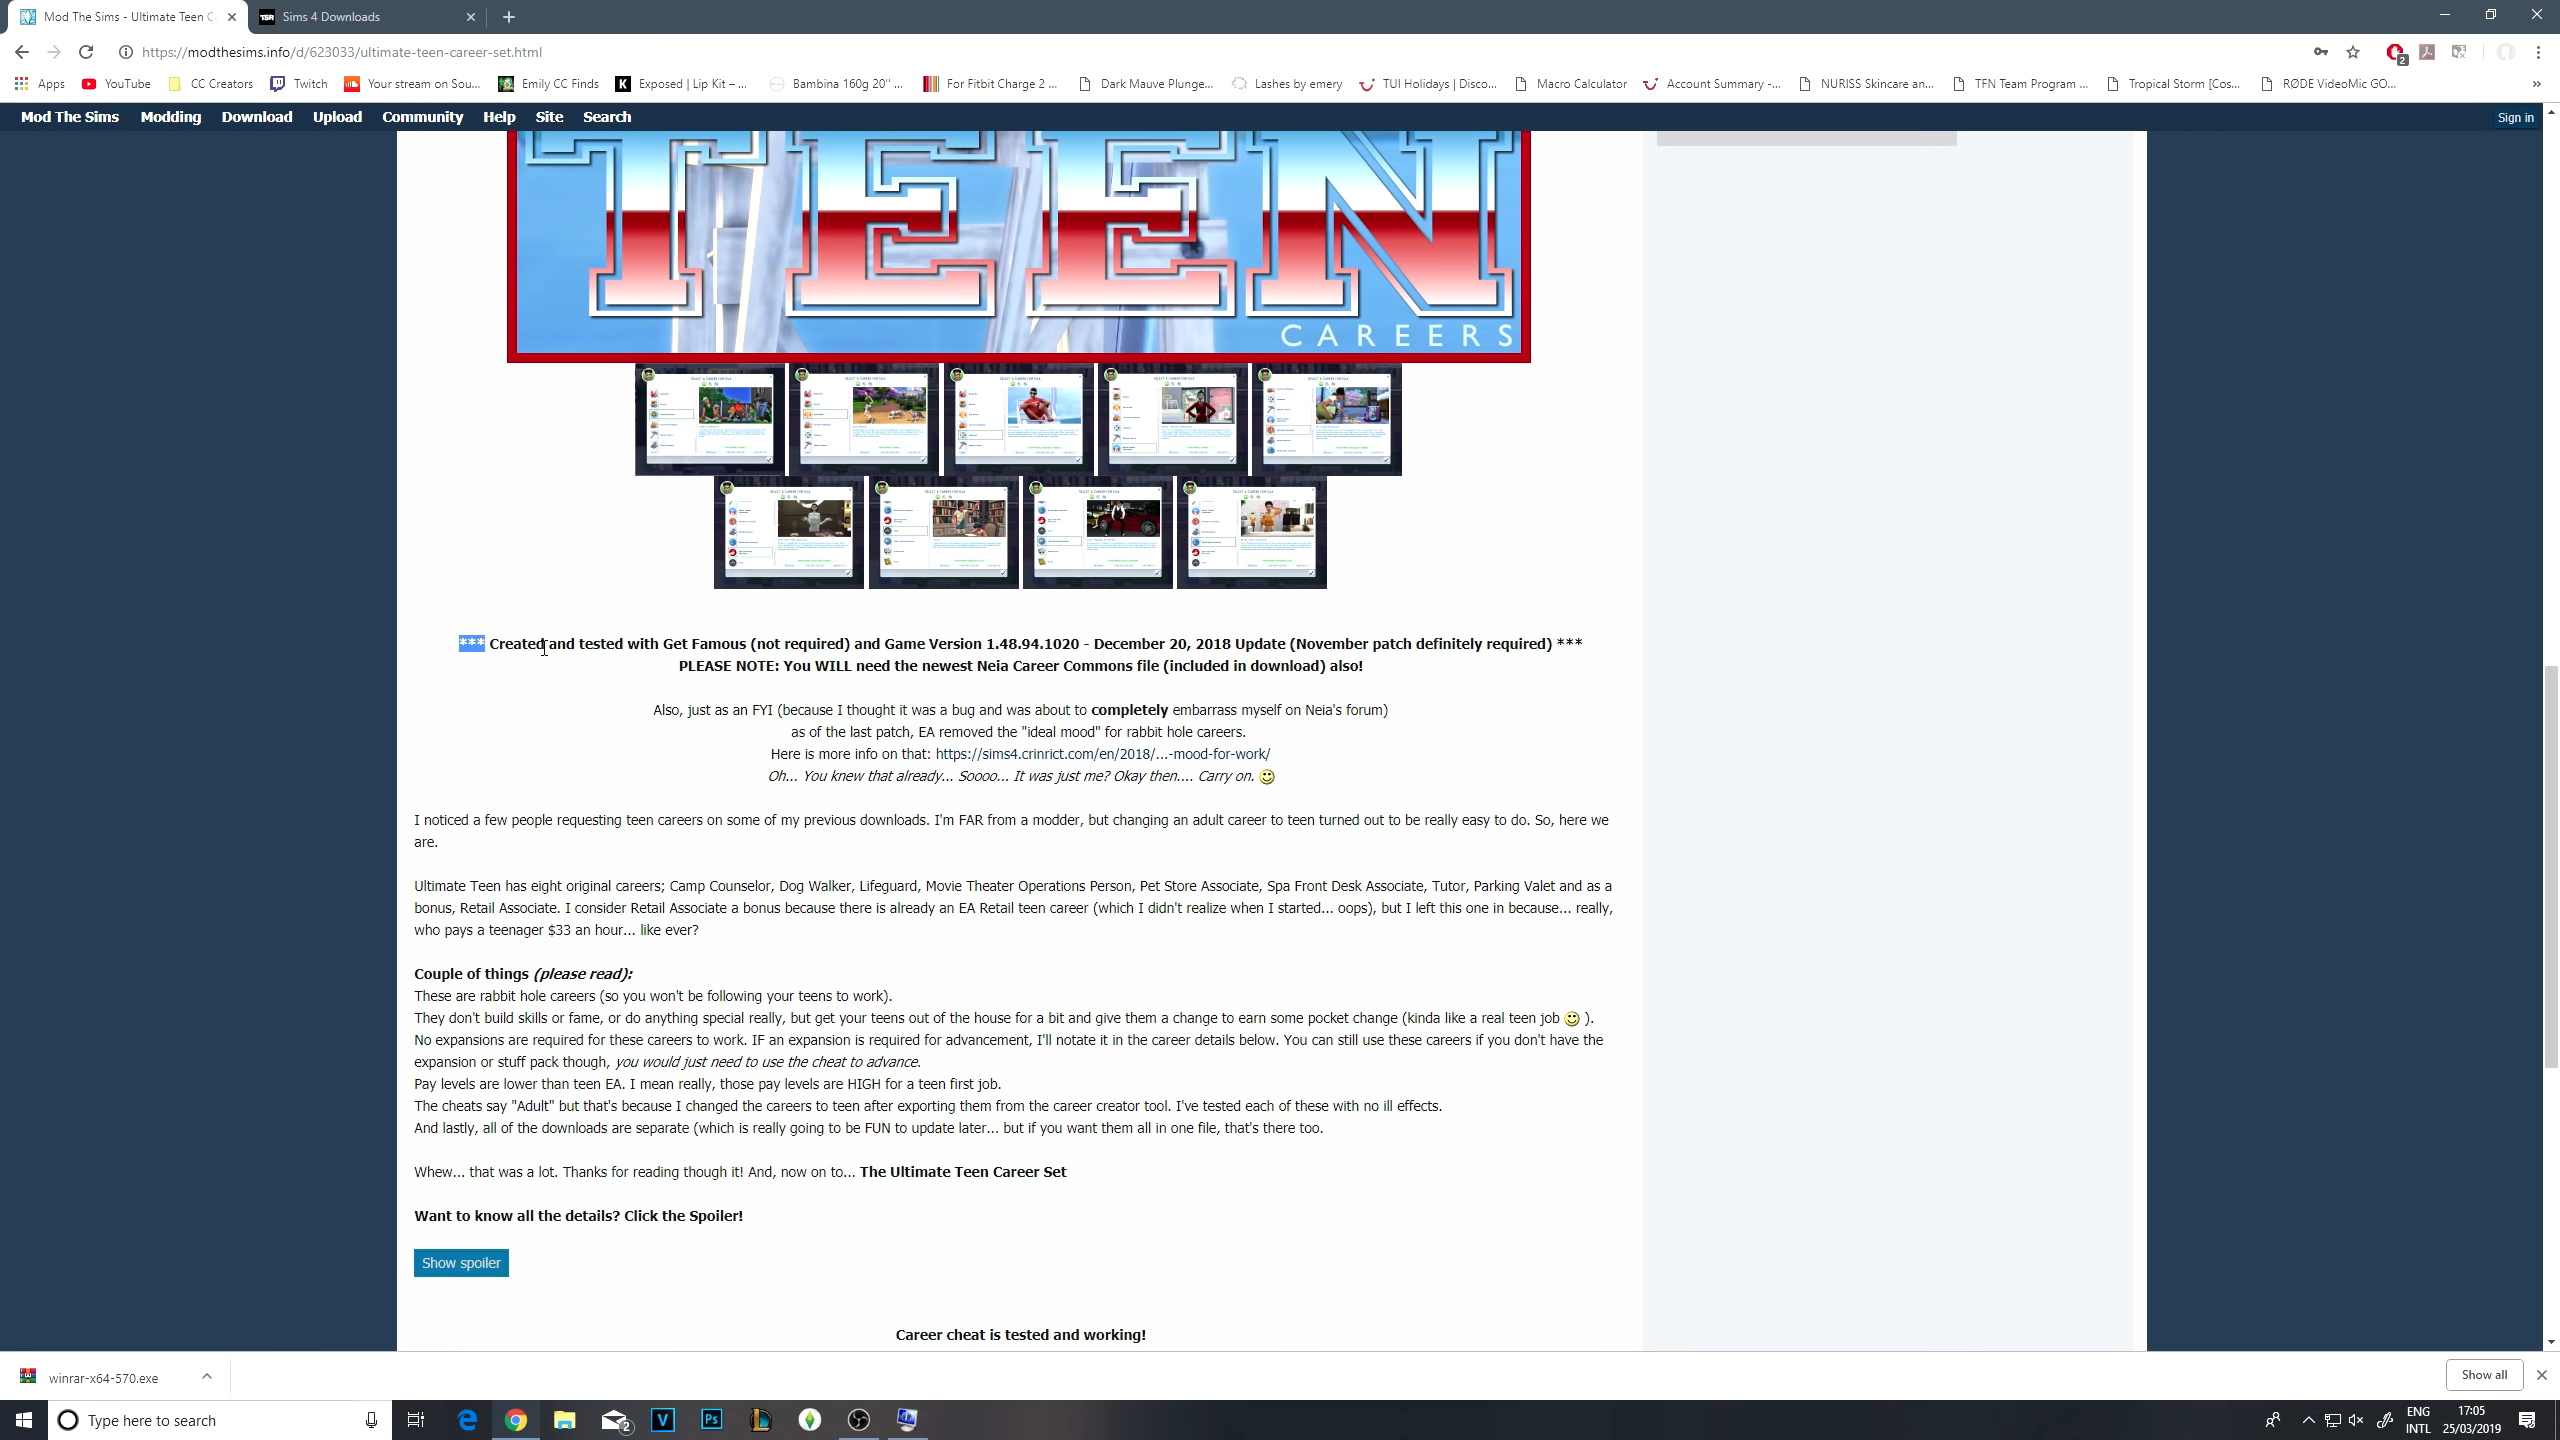 Mod The Sims - Ultimate Teen C
Sims 4 Downloads
https://modthesims.info/d/623033/ultimate-teen-career-set.html
2
Apps
YouTube
CC Creators
Twitch
Your stream on Sou...
Emily CC Finds
Exposed | Lip Kit – ...
Bambina 160g 20'' ...
For Fitbit Charge 2 ...
Dark Mauve Plunge...
Lashes by emery
TUI Holidays | Disco...
Macro Calculator
Account Summary -...
NURISS Skincare an...
TFN Team Program ...
Tropical Storm [Cos...
RØDE VideoMic GO...
Mod The Sims Modding Download Upload Community Help Site Search
Sign in
TEEN
CAREERS
*** Created and tested with Get Famous (not required) and Game Version 1.48.94.1020 - December 20, 2018 Update (November patch definitely required) ***
PLEASE NOTE: You WILL need the newest Neia Career Commons file (included in download) also!
Also, just as an FYI (because I thought it was a bug and was about to completely embarrass myself on Neia's forum)
as of the last patch, EA removed the "ideal mood" for rabbit hole careers.
Here is more info on that: https://sims4.crinrict.com/en/2018/...-mood-for-work/
Oh... You knew that already... Soooo... It was just me? Okay then.... Carry on.
I noticed a few people requesting teen careers on some of my previous downloads. I'm FAR from a modder, but changing an adult career to teen turned out to be really easy to do. So, here we
are.
Ultimate Teen has eight original careers; Camp Counselor, Dog Walker, Lifeguard, Movie Theater Operations Person, Pet Store Associate, Spa Front Desk Associate, Tutor, Parking Valet and as a
bonus, Retail Associate. I consider Retail Associate a bonus because there is already an EA Retail teen career (which I didn't realize when I started... oops), but I left this one in because... really,
who pays a teenager $33 an hour... like ever?
Couple of things (please read):
These are rabbit hole careers (so you won't be following your teens to work).
They don't build skills or fame, or do anything special really, but get your teens out of the house for a bit and give them a change to earn some pocket change (kinda like a real teen job ).
No expansions are required for these careers to work. IF an expansion is required for advancement, I'll notate it in the career details below. You can still use these careers if you don't have the
expansion or stuff pack though, you would just need to use the cheat to advance.
Pay levels are lower than teen EA. I mean really, those pay levels are HIGH for a teen first job.
The cheats say "Adult" but that's because I changed the careers to teen after exporting them from the career creator tool. I've tested each of these with no ill effects.
And lastly, all of the downloads are separate (which is really going to be FUN to update later... but if you want them all in one file, that's there too.
Whew... that was a lot. Thanks for reading though it! And, now on to... The Ultimate Teen Career Set
Want to know all the details? Click the Spoiler!
Show spoiler
Career cheat is tested and working!
winrar-x64-570.exe
Show all
Type here to search
2
ENG
INTL
17:05
25/03/2019